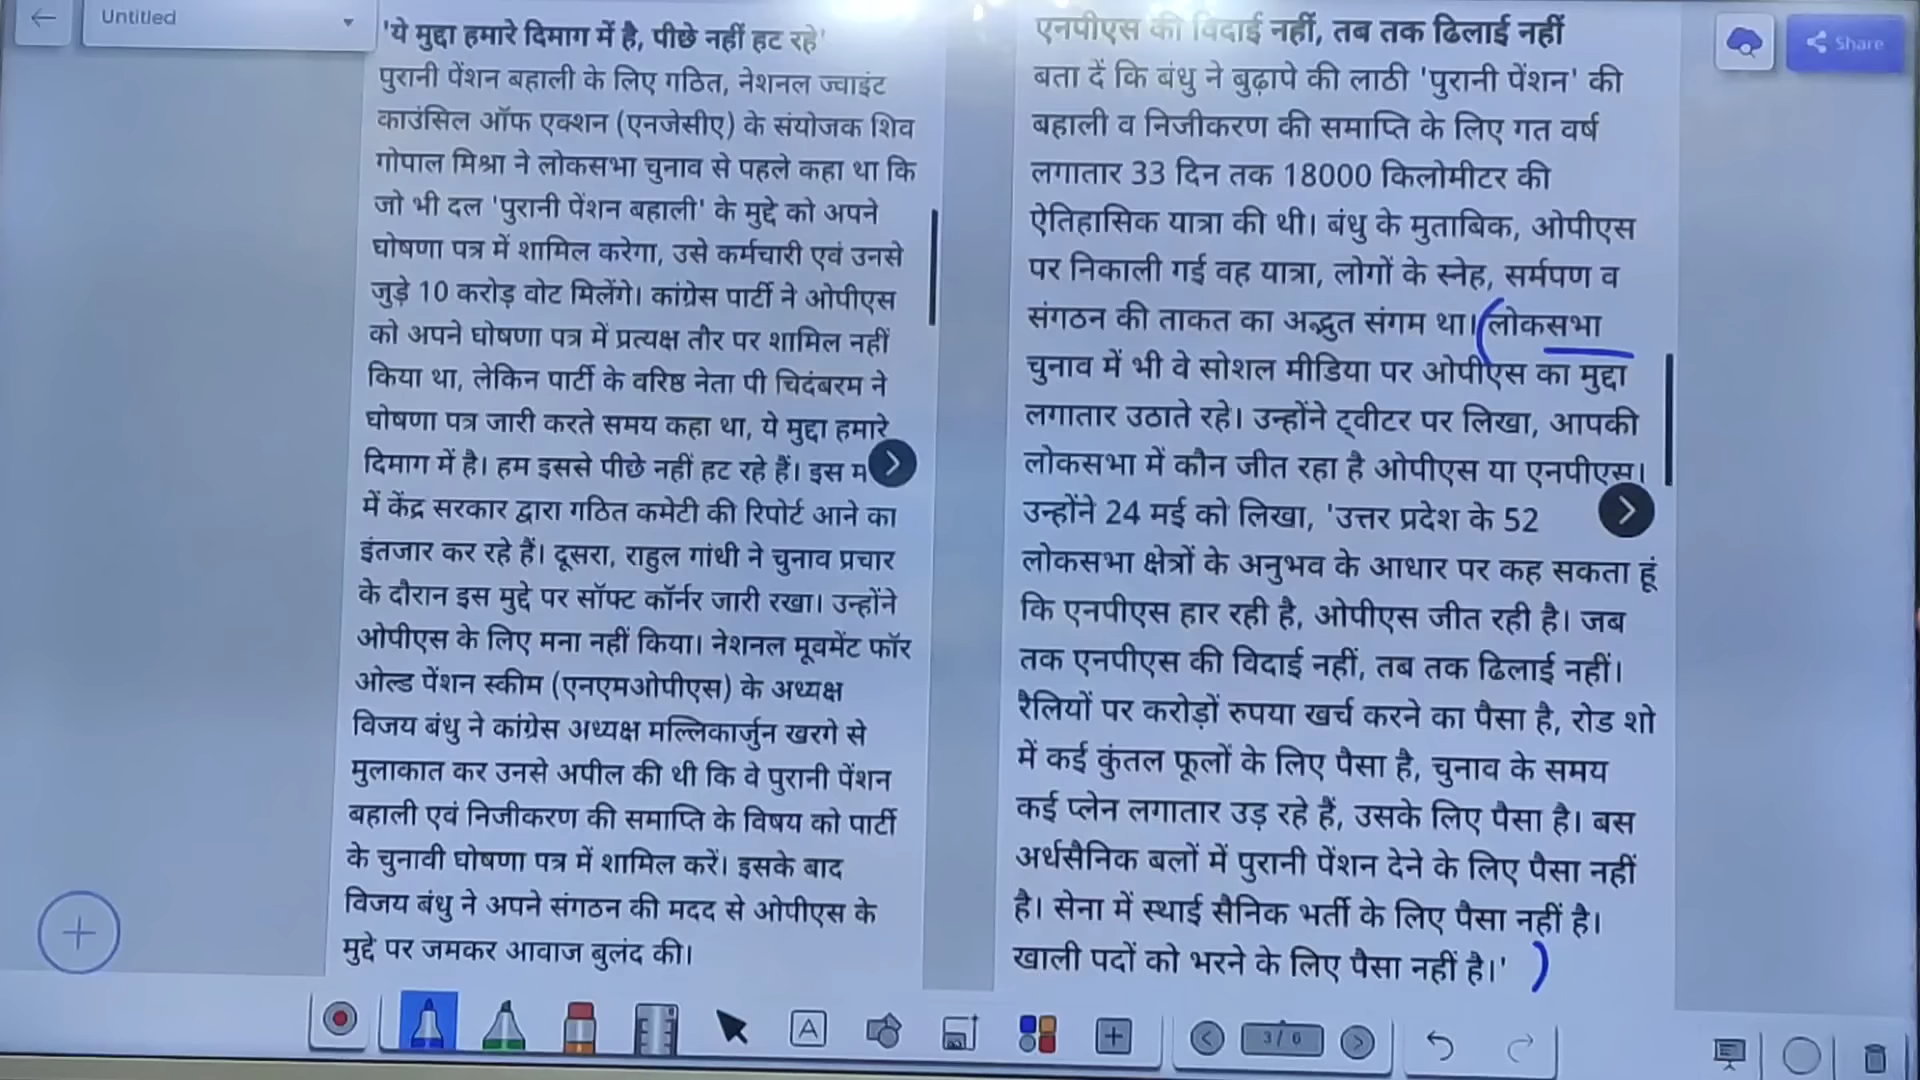 Untitled
Share
'ये मुद्दा हमारे दिमाग में है, पीछे नहीं हट रहे'
पुरानी पेंशन बहाली के लिए गठित, नेशनल ज्वाइंट
काउंसिल ऑफ एक्शन (एनजेसीए) के संयोजक शिव
गोपाल मिश्रा ने लोकसभा चुनाव से पहले कहा था कि
जो भी दल 'पुरानी पेंशन बहाली' के मुद्दे को अपने
घोषणा पत्र में शामिल करेगा, उसे कर्मचारी एवं उनसे
जुड़े 10 करोड़ वोट मिलेंगे। कांग्रेस पार्टी ने ओपीएस
को अपने घोषणा पत्र में प्रत्यक्ष तौर पर शामिल नहीं
किया था, लेकिन पार्टी के वरिष्ठ नेता पी चिदंबरम ने
घोषणा पत्र जारी करते समय कहा था, ये मुद्दा हमारे
दिमाग में है। हम इससे पीछे नहीं हट रहे हैं। इस
में केंद्र सरकार द्वारा गठित कमेटी की रिपोर्ट आने का
इंतजार कर रहे हैं। दूसरा, राहुल गांधी ने चुनाव प्रचार
के दौरान इस मुद्दे पर सॉफ्ट कॉर्नर जारी रखा। उन्होंने
ओपीएस के लिए मना नहीं किया। नेशनल मूवमेंट फॉर
ओल्ड पेंशन स्कीम (एनएमओपीएस) के अध्यक्ष
विजय बंधु ने कांग्रेस अध्यक्ष मल्लिकार्जुन खरगे से
मुलाकात कर उनसे अपील की थी कि वे पुरानी पेंशन
बहाली एवं निजीकरण की समाप्ति के विषय को पार्टी
के चुनावी घोषणा पत्र में शामिल करें। इसके बाद
विजय बंधु ने अपने संगठन की मदद से ओपीएस के
मुद्दे पर जमकर आवाज बुलंद की।
एनपीएस की विदाई नहीं, तब तक ढिलाई नहीं
बता दें कि बंधु ने बुढ़ापे की लाठी 'पुरानी पेंशन' की
बहाली व निजीकरण की समाप्ति के लिए गत वर्ष
लगातार 33 दिन तक 18000 किलोमीटर की
ऐतिहासिक यात्रा की थी। बंधु के मुताबिक, ओपीएस
पर निकाली गई वह यात्रा, लोगों के स्नेह, सर्मपण व
संगठन की ताकत का अद्भुत संगम था। लोकसभा
चुनाव में भी वे सोशल मीडिया पर ओपीएस का मुद्दा
लगातार उठाते रहे। उन्होंने ट्वीटर पर लिखा, आपकी
लोकसभा में कौन जीत रहा है ओपीएस या एनपीएस।
उन्होंने 24 मई को लिखा, 'उत्तर प्रदेश के 52
लोकसभा क्षेत्रों के अनुभव के आधार पर कह सकता हूं
कि एनपीएस हार रही है, ओपीएस जीत रही है। जब
तक एनपीएस की विदाई नहीं, तब तक ढिलाई नहीं।
रैलियों पर करोड़ों रुपया खर्च करने का पैसा है, रोड शो
में कई कुंतल फूलों के लिए पैसा है, चुनाव के समय
कई प्लेन लगातार उड़ रहे हैं, उसके लिए पैसा है। बस
अर्धसैनिक बलों में पुरानी पेंशन देने के लिए पैसा नहीं
है। सेना में स्थाई सैनिक भर्ती के लिए पैसा नहीं है।
खाली पदों को भरने के लिए पैसा नहीं है।'
A
3 / 6